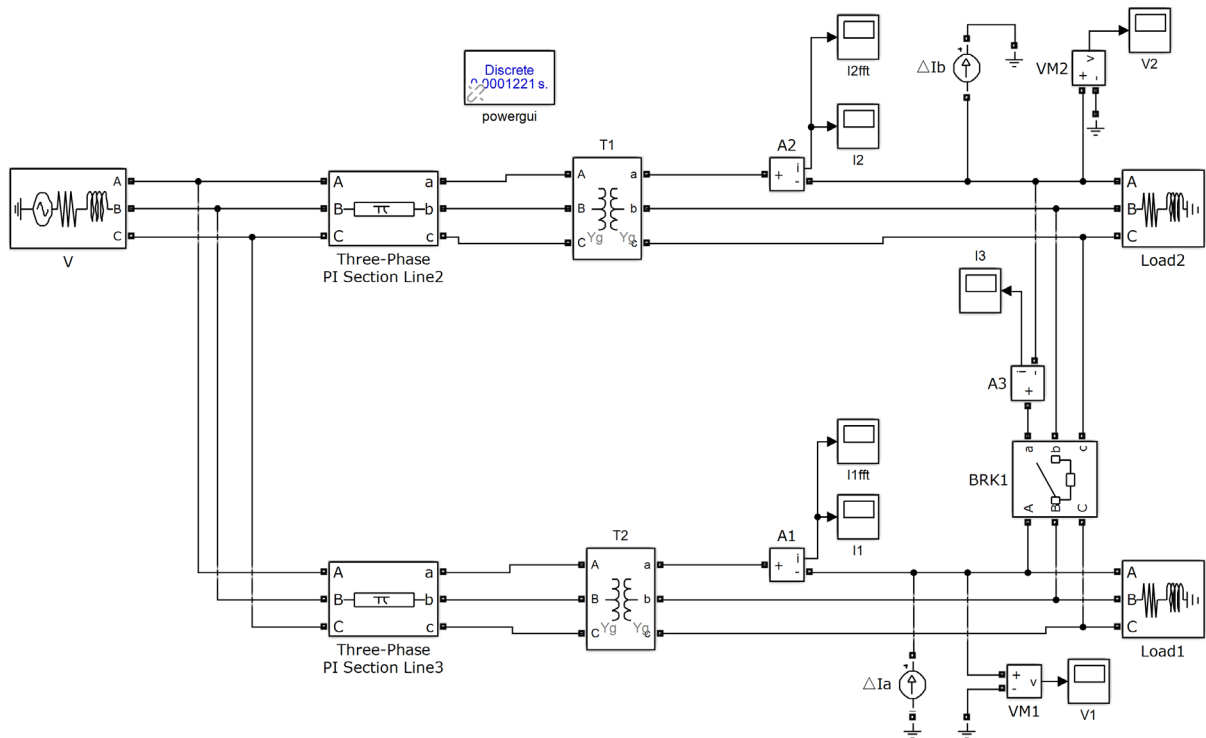 Discrete
0.0001221 s.
powergui
I2fft
I2
△Ib
VM2
v
+ -
V2
V
A
B
C
A a
B π b
C c
Three-Phase
PI Section Line2
T1
A a
B b
C c
Yg Yg
A2
+ i
-
A
B
C
Load2
I3
A3
i -
+
a b c
BRK1
A B C
I1fft
I1
A1
+ i
-
A a
B π b
C c
Three-Phase
PI Section Line3
T2
A a
B b
C c
Yg Yg
A
B
C
Load1
△Ia
+
- v
VM1
V1